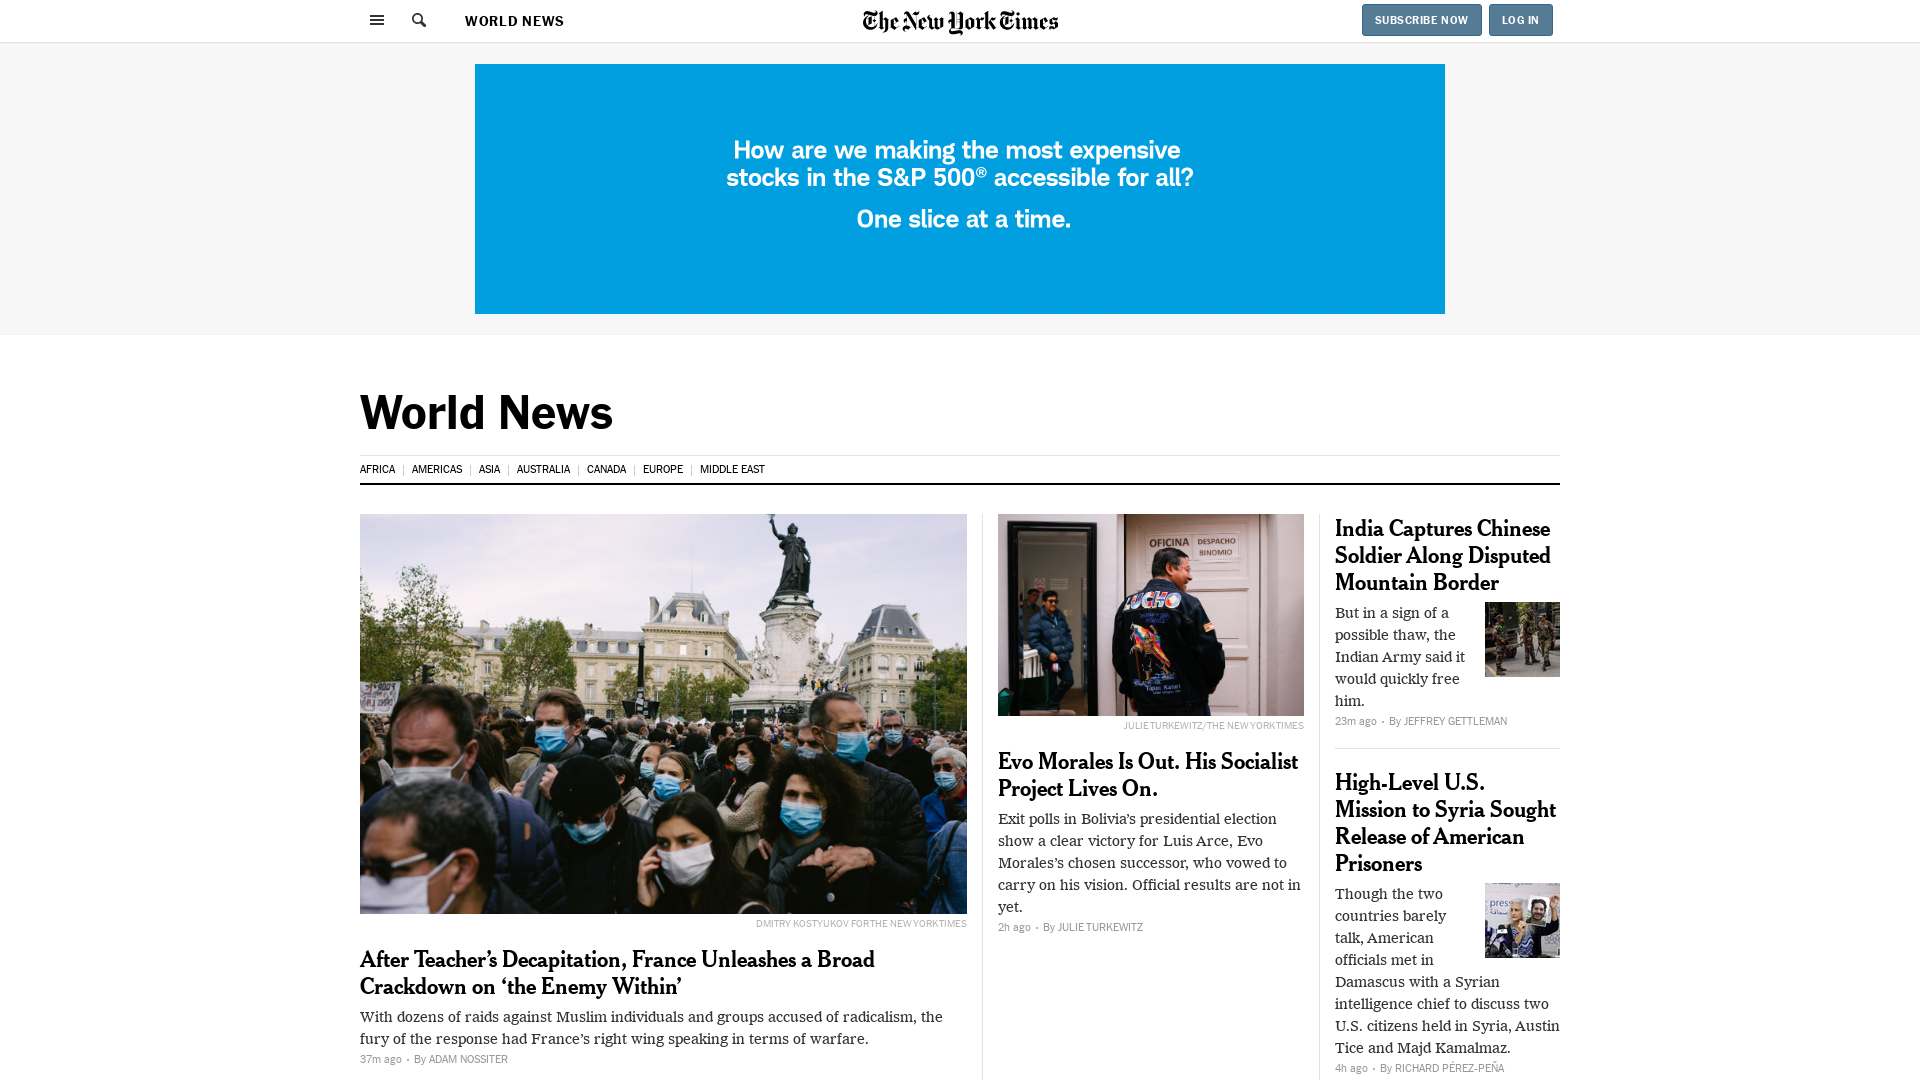 WORLD NEWS
The New York Times
SUBSCRIBE NOW
LOG IN
How are we making the most expensive
stocks in the S&P 500® accessible for all?
One slice at a time.
World News
AFRICA
AMERICAS
ASIA
AUSTRALIA
CANADA
EUROPE
MIDDLE EAST
DMITRY KOSTYUKOV FOR THE NEW YORK TIMES
After Teacher’s Decapitation, France Unleashes a Broad
Crackdown on ‘the Enemy Within’
With dozens of raids against Muslim individuals and groups accused of radicalism, the
fury of the response had France’s right wing speaking in terms of warfare.
37m ago · By ADAM NOSSITER
OFICINA
DESPACHO
BINOMIO
LUCHO
JULIE TURKEWITZ/THE NEW YORK TIMES
Evo Morales Is Out. His Socialist
Project Lives On.
Exit polls in Bolivia’s presidential election
show a clear victory for Luis Arce, Evo
Morales’s chosen successor, who vowed to
carry on his vision. Official results are not in
yet.
2h ago · By JULIE TURKEWITZ
India Captures Chinese
Soldier Along Disputed
Mountain Border
But in a sign of a
possible thaw, the
Indian Army said it
would quickly free
him.
23m ago · By JEFFREY GETTLEMAN
High-Level U.S.
Mission to Syria Sought
Release of American
Prisoners
Though the two
countries barely
talk, American
officials met in
Damascus with a Syrian
intelligence chief to discuss two
U.S. citizens held in Syria, Austin
Tice and Majd Kamalmaz.
4h ago · By RICHARD PÉREZ-PEÑA